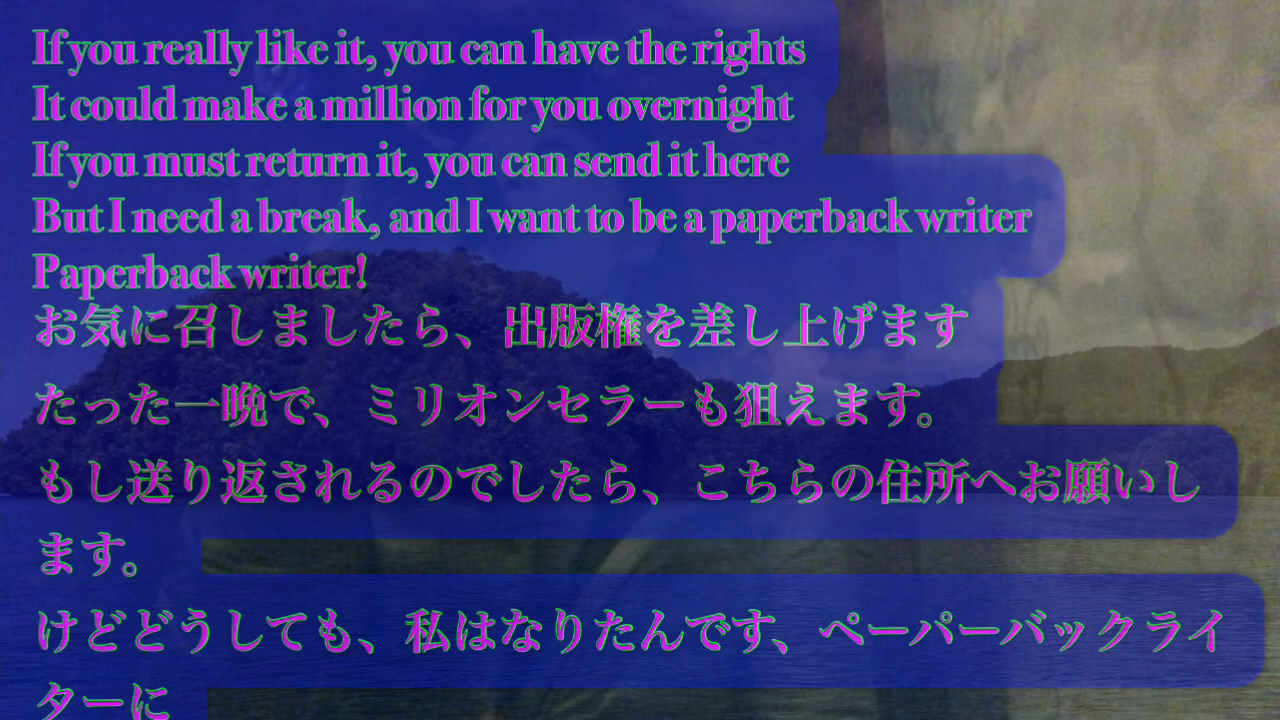 If you really like it, you can have the rights
It could make a million for you overnight
If you must return it, you can send it here
But I need a break, and I want to be a paperback writer
Paperback writer!
お気に召しましたら、出版権を差し上げます
たった一晩で、ミリオンセラーも狙えます。
もし送り返されるのでしたら、こちらの住所へお願いし
ます。
けどどうしても、私はなりたんです、ペーパーバックライ
ターに